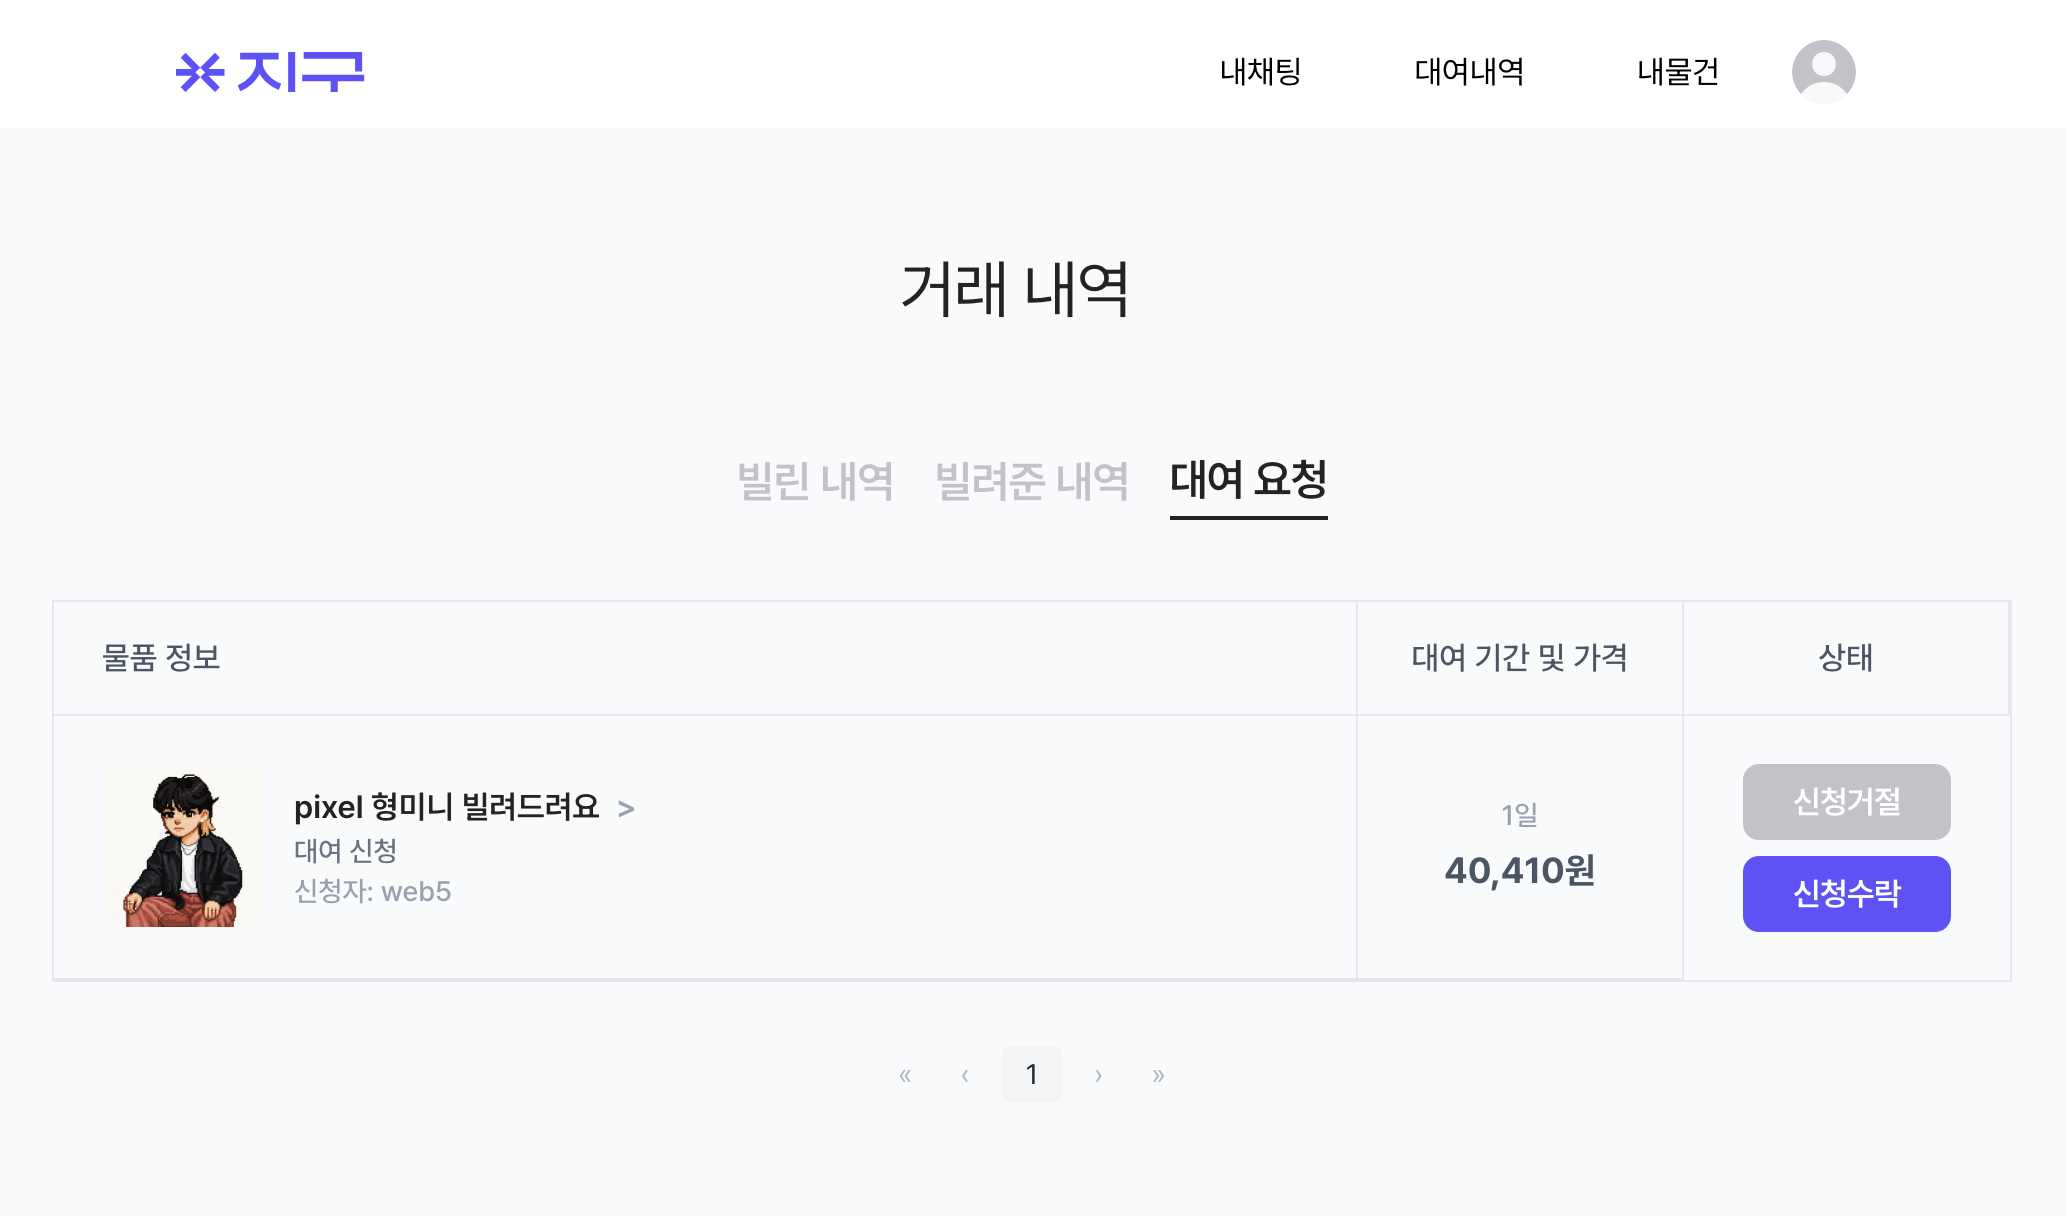 지구
내채팅 대여내역 내물건
거래 내역
빌린 내역 빌려준 내역 대여 요청
물품 정보 대여 기간 및 가격 상태
pixel 형미니 빌려드려요 >
대여 신청
신청자: web5
1일
40,410원
신청거절
신청수락
« ‹ 1 › »